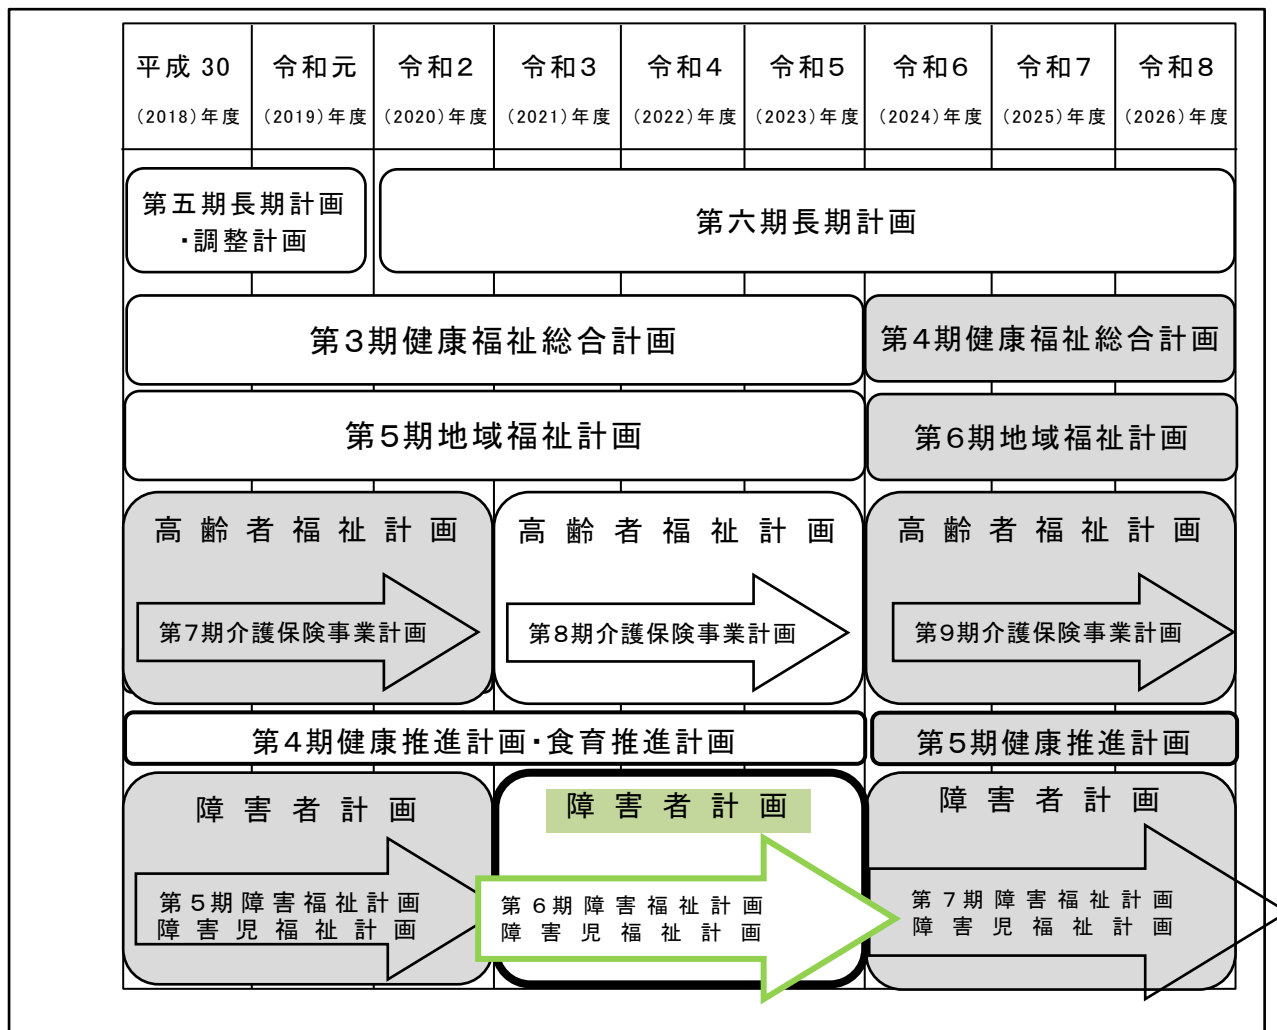 平成30 令和元 令和2 令和3 令和4 令和5 令和6 令和7 令和8
(2018)年度 (2019)年度 (2020)年度 (2021)年度 (2022)年度 (2023)年度 (2024)年度 (2025)年度 (2026)年度
第五期長期計画
・調整計画
第六期長期計画
第3期健康福祉総合計画
第4期健康福祉総合計画
第5期地域福祉計画
第6期地域福祉計画
高齢者福祉計画
第7期介護保険事業計画
高齢者福祉計画
第8期介護保険事業計画
高齢者福祉計画
第9期介護保険事業計画
第4期健康推進計画・食育推進計画
第5期健康推進計画
障害者計画
第5期障害福祉計画
障害児福祉計画
障害者計画
第6期障害福祉計画
障害児福祉計画
障害者計画
第7期障害福祉計画
障害児福祉計画